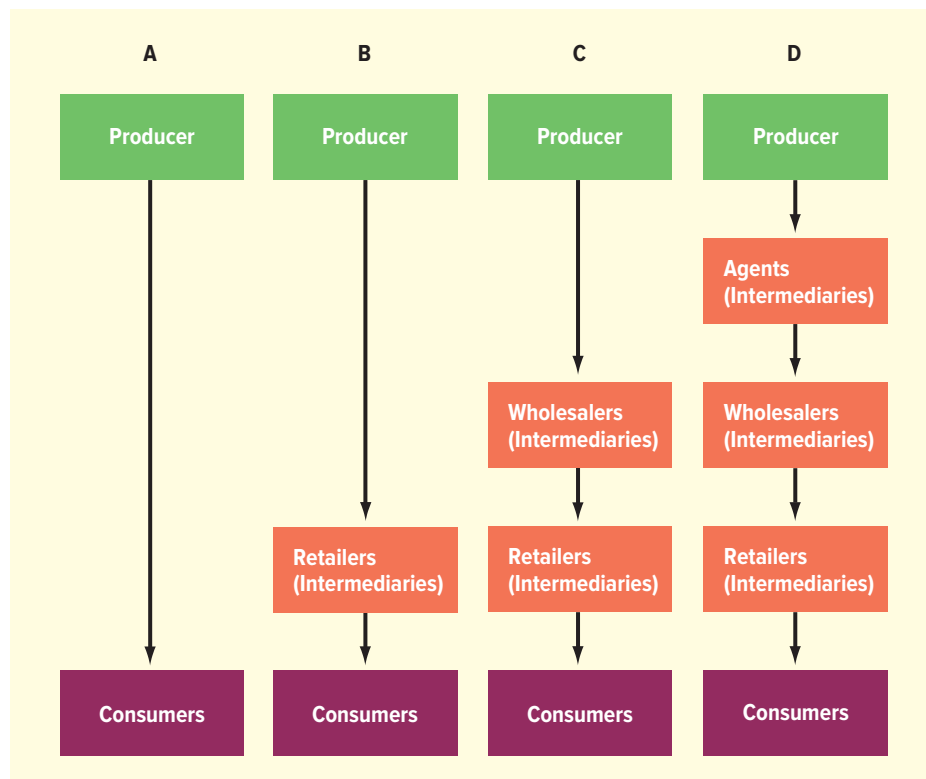 A
B
C
D
Producer
Producer
Producer
Producer
Agents
(Intermediaries)
Wholesalers
(Intermediaries)
Wholesalers
(Intermediaries)
Retailers
(Intermediaries)
Retailers
(Intermediaries)
Retailers
(Intermediaries)
Consumers
Consumers
Consumers
Consumers